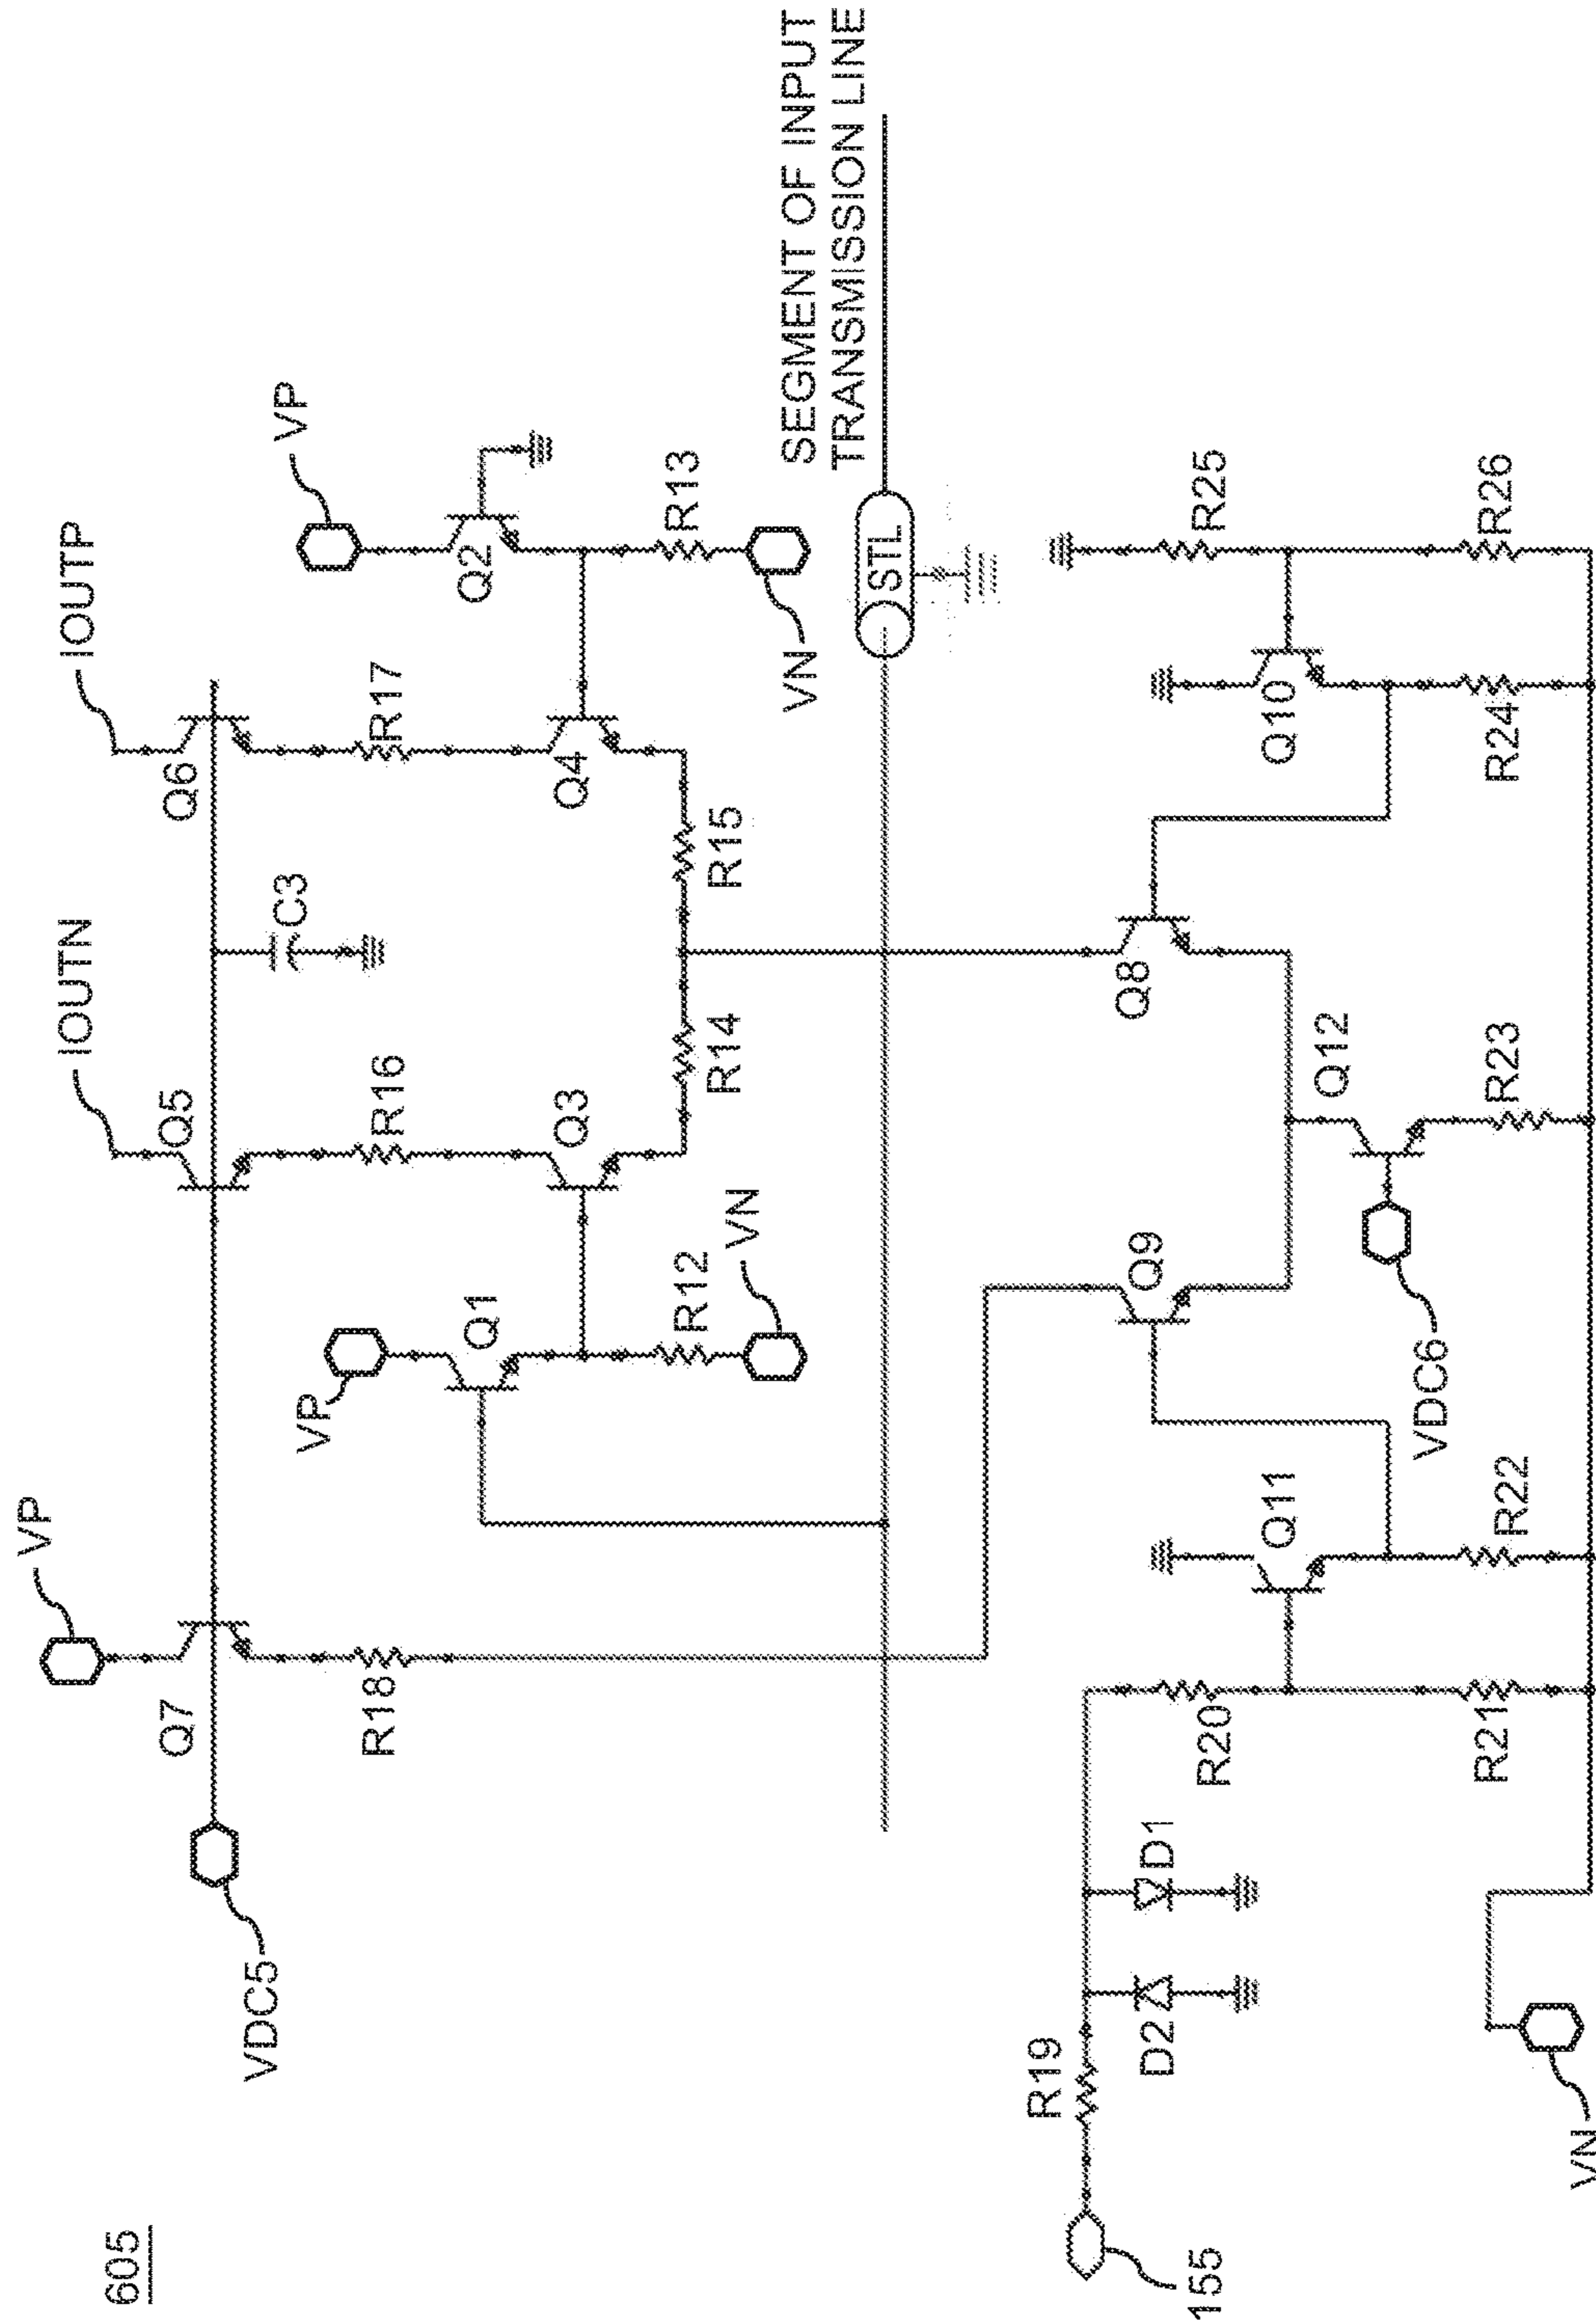 605
VDC5
VP
Q7
R18
IOUTN
Q5
R16
Q3
VP
Q1
R12
VN
C3
R14
IOUTP
Q6
R17
Q4
R15
VP
Q2
R13
VN
SEGMENT OF INPUT
TRANSMISSION LINE
STL
155
R19
D2
D1
VN
R20
R21
Q11
R22
Q9
VDC6
Q12
R23
Q8
Q10
R24
R25
R26